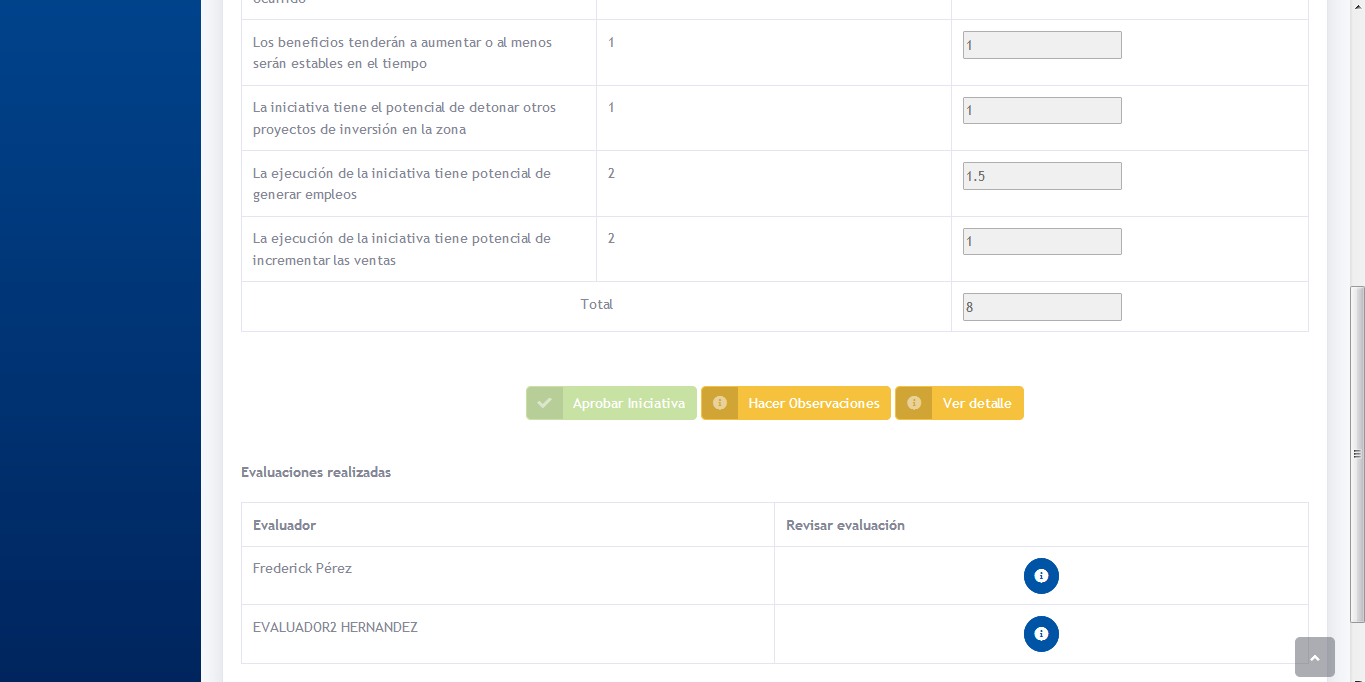 ocurrido
Los beneficios tenderán a aumentar o al menos
serán estables en el tiempo
1
1
La iniciativa tiene el potencial de detonar otros
proyectos de inversión en la zona
1
1
La ejecución de la iniciativa tiene potencial de
generar empleos
2
1.5
La ejecución de la iniciativa tiene potencial de
incrementar las ventas
2
1
Total
8
Aprobar Iniciativa
Hacer Observaciones
Ver detalle
Evaluaciones realizadas
Evaluador
Revisar evaluación
Frederick Pérez
EVALUADOR2 HERNANDEZ